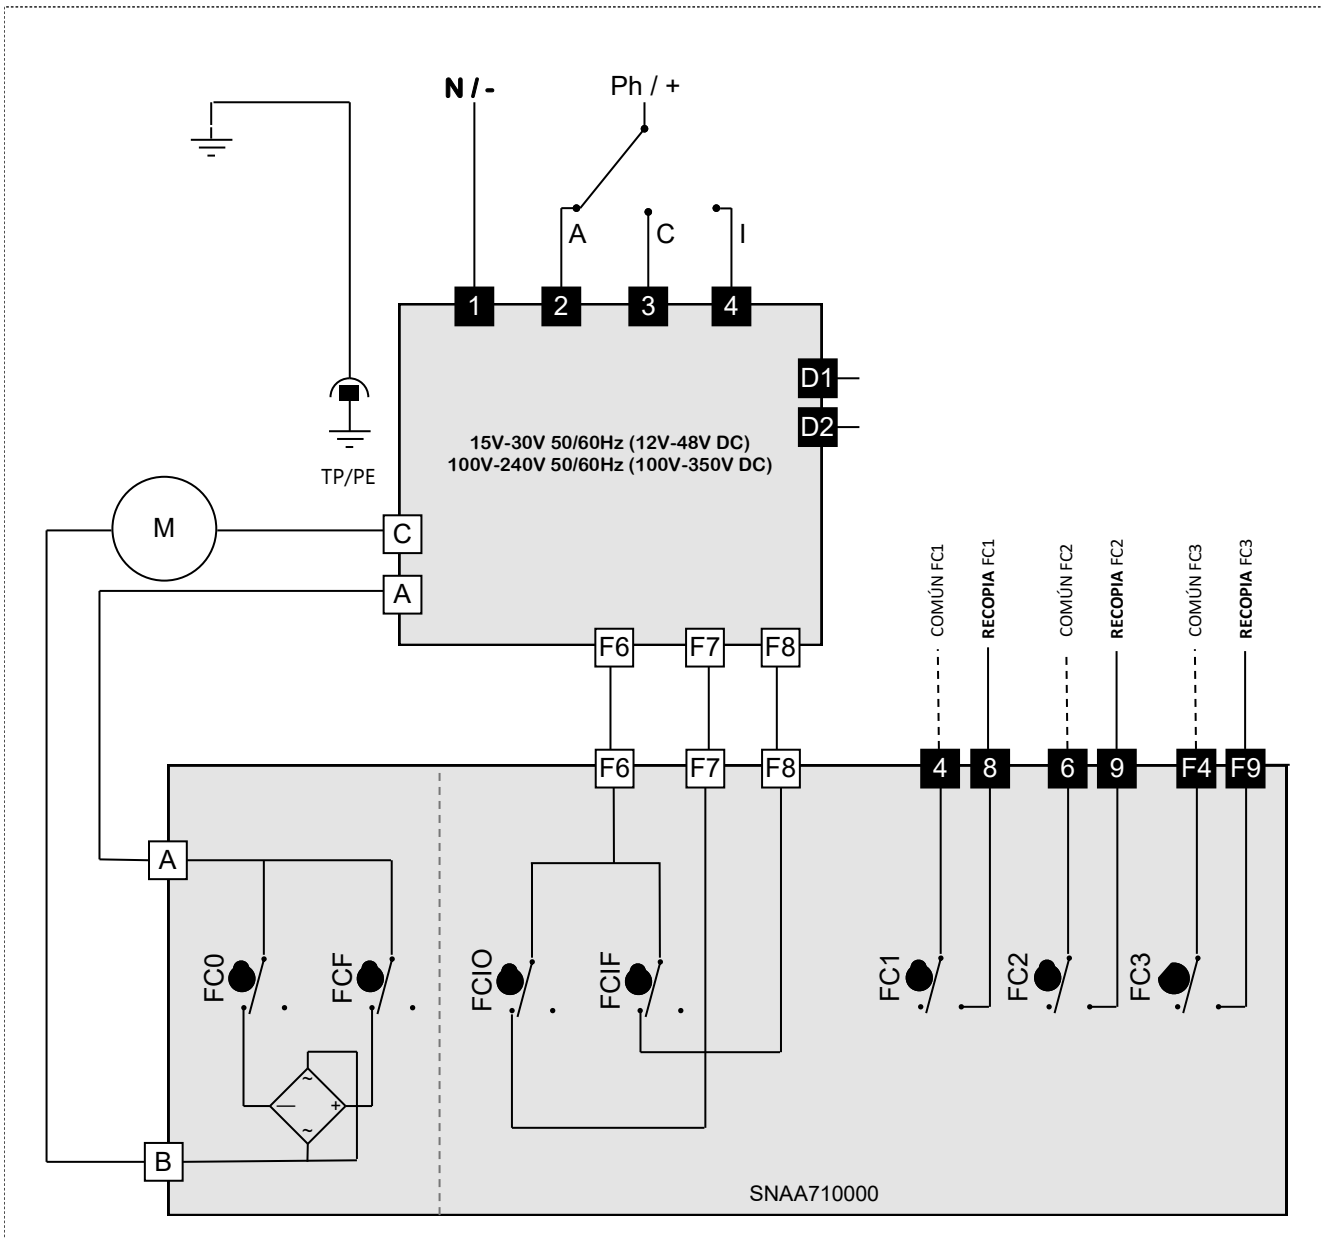 N / -
Ph / +
A
C
I
1
2
3
4
D1
D2
15V-30V 50/60Hz (12V-48V DC)
100V-240V 50/60Hz (100V-350V DC)
TP/PE
M
C
A
F6
F7
F8
COMÚN FC1
RECOPIA FC1
COMÚN FC2
RECOPIA FC2
COMÚN FC3
RECOPIA FC3
F6
F7
F8
4
8
6
9
F4
F9
A
FC0
FCF
FCIO
FCIF
FC1
FC2
FC3
~
—
+
~
B
SNAA710000